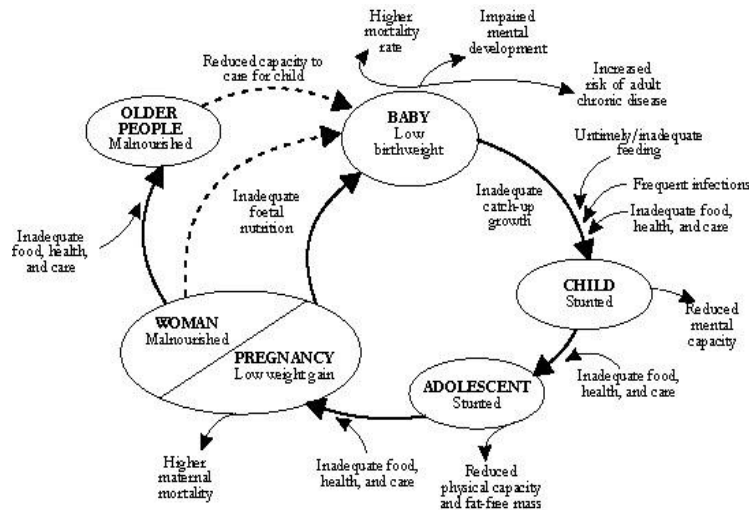 Higher
mortality
rate
Impaired
mental
development
Reduced capacity to
care for child
Increased
risk of adult
chronic disease
OLDER
PEOPLE
Malnourished
BABY
Low
birthweight
Untimely/inadequate
feeding
Frequent infections
Inadequate food,
health, and care
Inadequate
catch-up
growth
Inadequate
foetal
nutrition
Inadequate
food, health,
and care
CHILD
Stunted
Reduced
mental
capacity
WOMAN
Malnourished
PREGNANCY
Low weight gain
ADOLESCENT
Stunted
Inadequate food,
health, and care
Higher
maternal
mortality
Inadequate food,
health, and care
Reduced
physical capacity
and fat-free mass